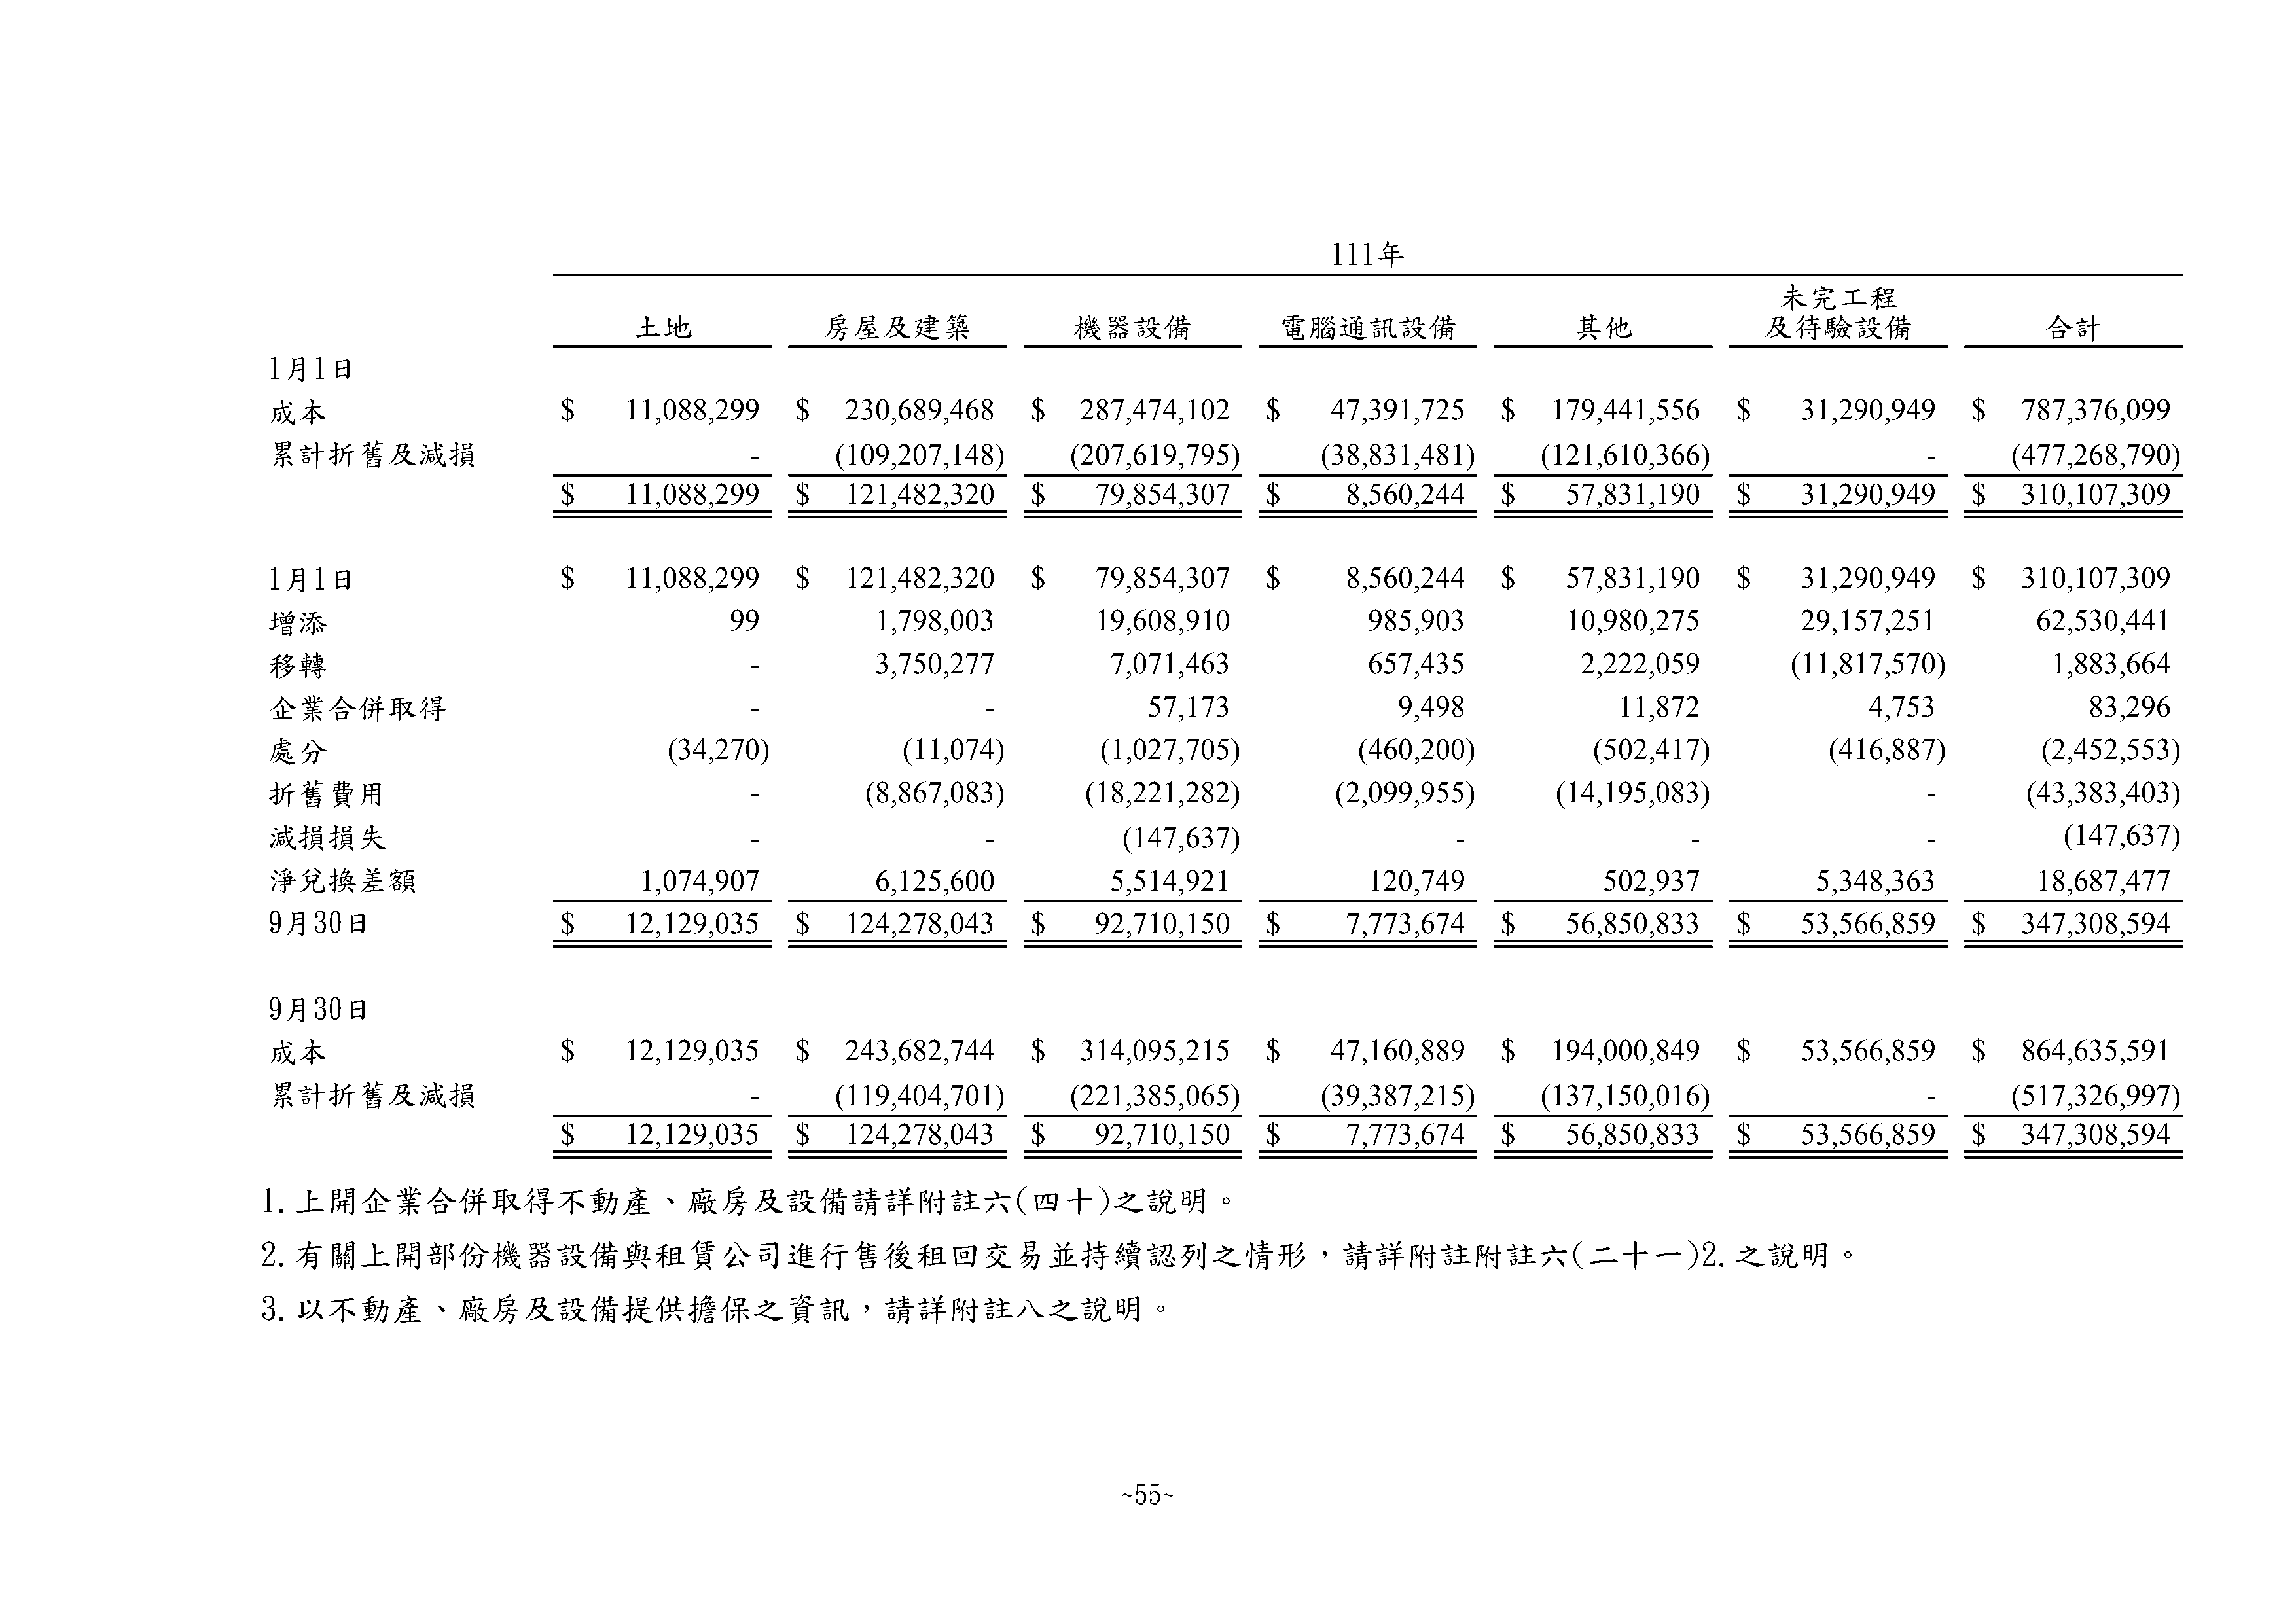 111年
未完工程
土地 房屋及建築 機器設備 電腦通訊設備 其他 及待驗設備 合計
1月1日
成本 $ 11,088,299 $ 230,689,468 $ 287,474,102 $ 47,391,725 $ 179,441,556 $ 31,290,949 $ 787,376,099
累計折舊及減損 - (109,207,148) (207,619,795) (38,831,481) (121,610,366) - (477,268,790)
$ 11,088,299 $ 121,482,320 $ 79,854,307 $ 8,560,244 $ 57,831,190 $ 31,290,949 $ 310,107,309
1月1日 $ 11,088,299 $ 121,482,320 $ 79,854,307 $ 8,560,244 $ 57,831,190 $ 31,290,949 $ 310,107,309
增添 99 1,798,003 19,608,910 985,903 10,980,275 29,157,251 62,530,441
移轉 - 3,750,277 7,071,463 657,435 2,222,059 (11,817,570) 1,883,664
企業合併取得 - - 57,173 9,498 11,872 4,753 83,296
處分 (34,270) (11,074) (1,027,705) (460,200) (502,417) (416,887) (2,452,553)
折舊費用 - (8,867,083) (18,221,282) (2,099,955) (14,195,083) - (43,383,403)
減損損失 - - (147,637) - - - (147,637)
淨兌換差額 1,074,907 6,125,600 5,514,921 120,749 502,937 5,348,363 18,687,477
9月30日 $ 12,129,035 $ 124,278,043 $ 92,710,150 $ 7,773,674 $ 56,850,833 $ 53,566,859 $ 347,308,594
9月30日
成本 $ 12,129,035 $ 243,682,744 $ 314,095,215 $ 47,160,889 $ 194,000,849 $ 53,566,859 $ 864,635,591
累計折舊及減損 - (119,404,701) (221,385,065) (39,387,215) (137,150,016) - (517,326,997)
$ 12,129,035 $ 124,278,043 $ 92,710,150 $ 7,773,674 $ 56,850,833 $ 53,566,859 $ 347,308,594
1. 上開企業合併取得不動產、廠房及設備請詳附註六(四十)之說明。
2. 有關上開部份機器設備與租賃公司進行售後租回交易並持續認列之情形，請詳附註附註六(二十一)2. 之說明。
3. 以不動產、廠房及設備提供擔保之資訊，請詳附註八之說明。
~55~